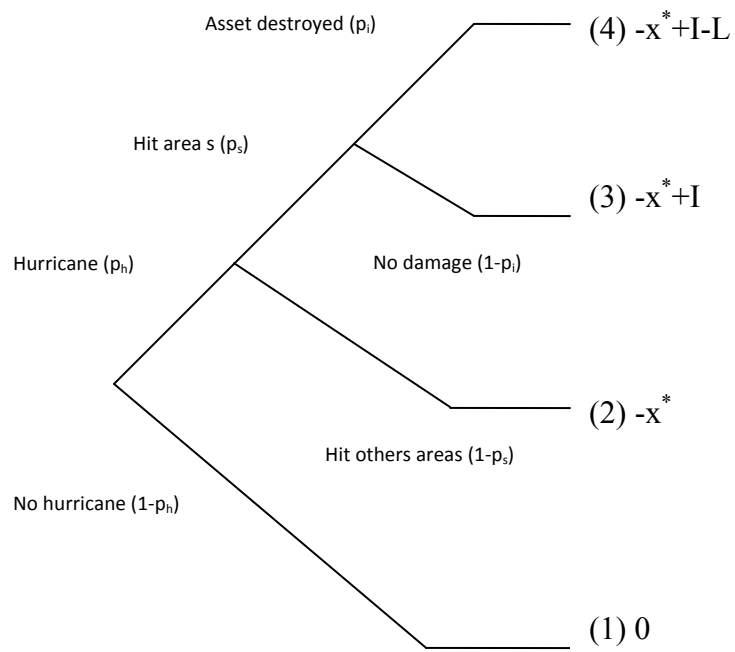 Asset destroyed (pᵢ)
(4) -x*+I-L
Hit area s (pₛ)
(3) -x*+I
Hurricane (pₕ)
No damage (1-pᵢ)
(2) -x*
Hit others areas (1-pₛ)
No hurricane (1-pₕ)
(1) 0